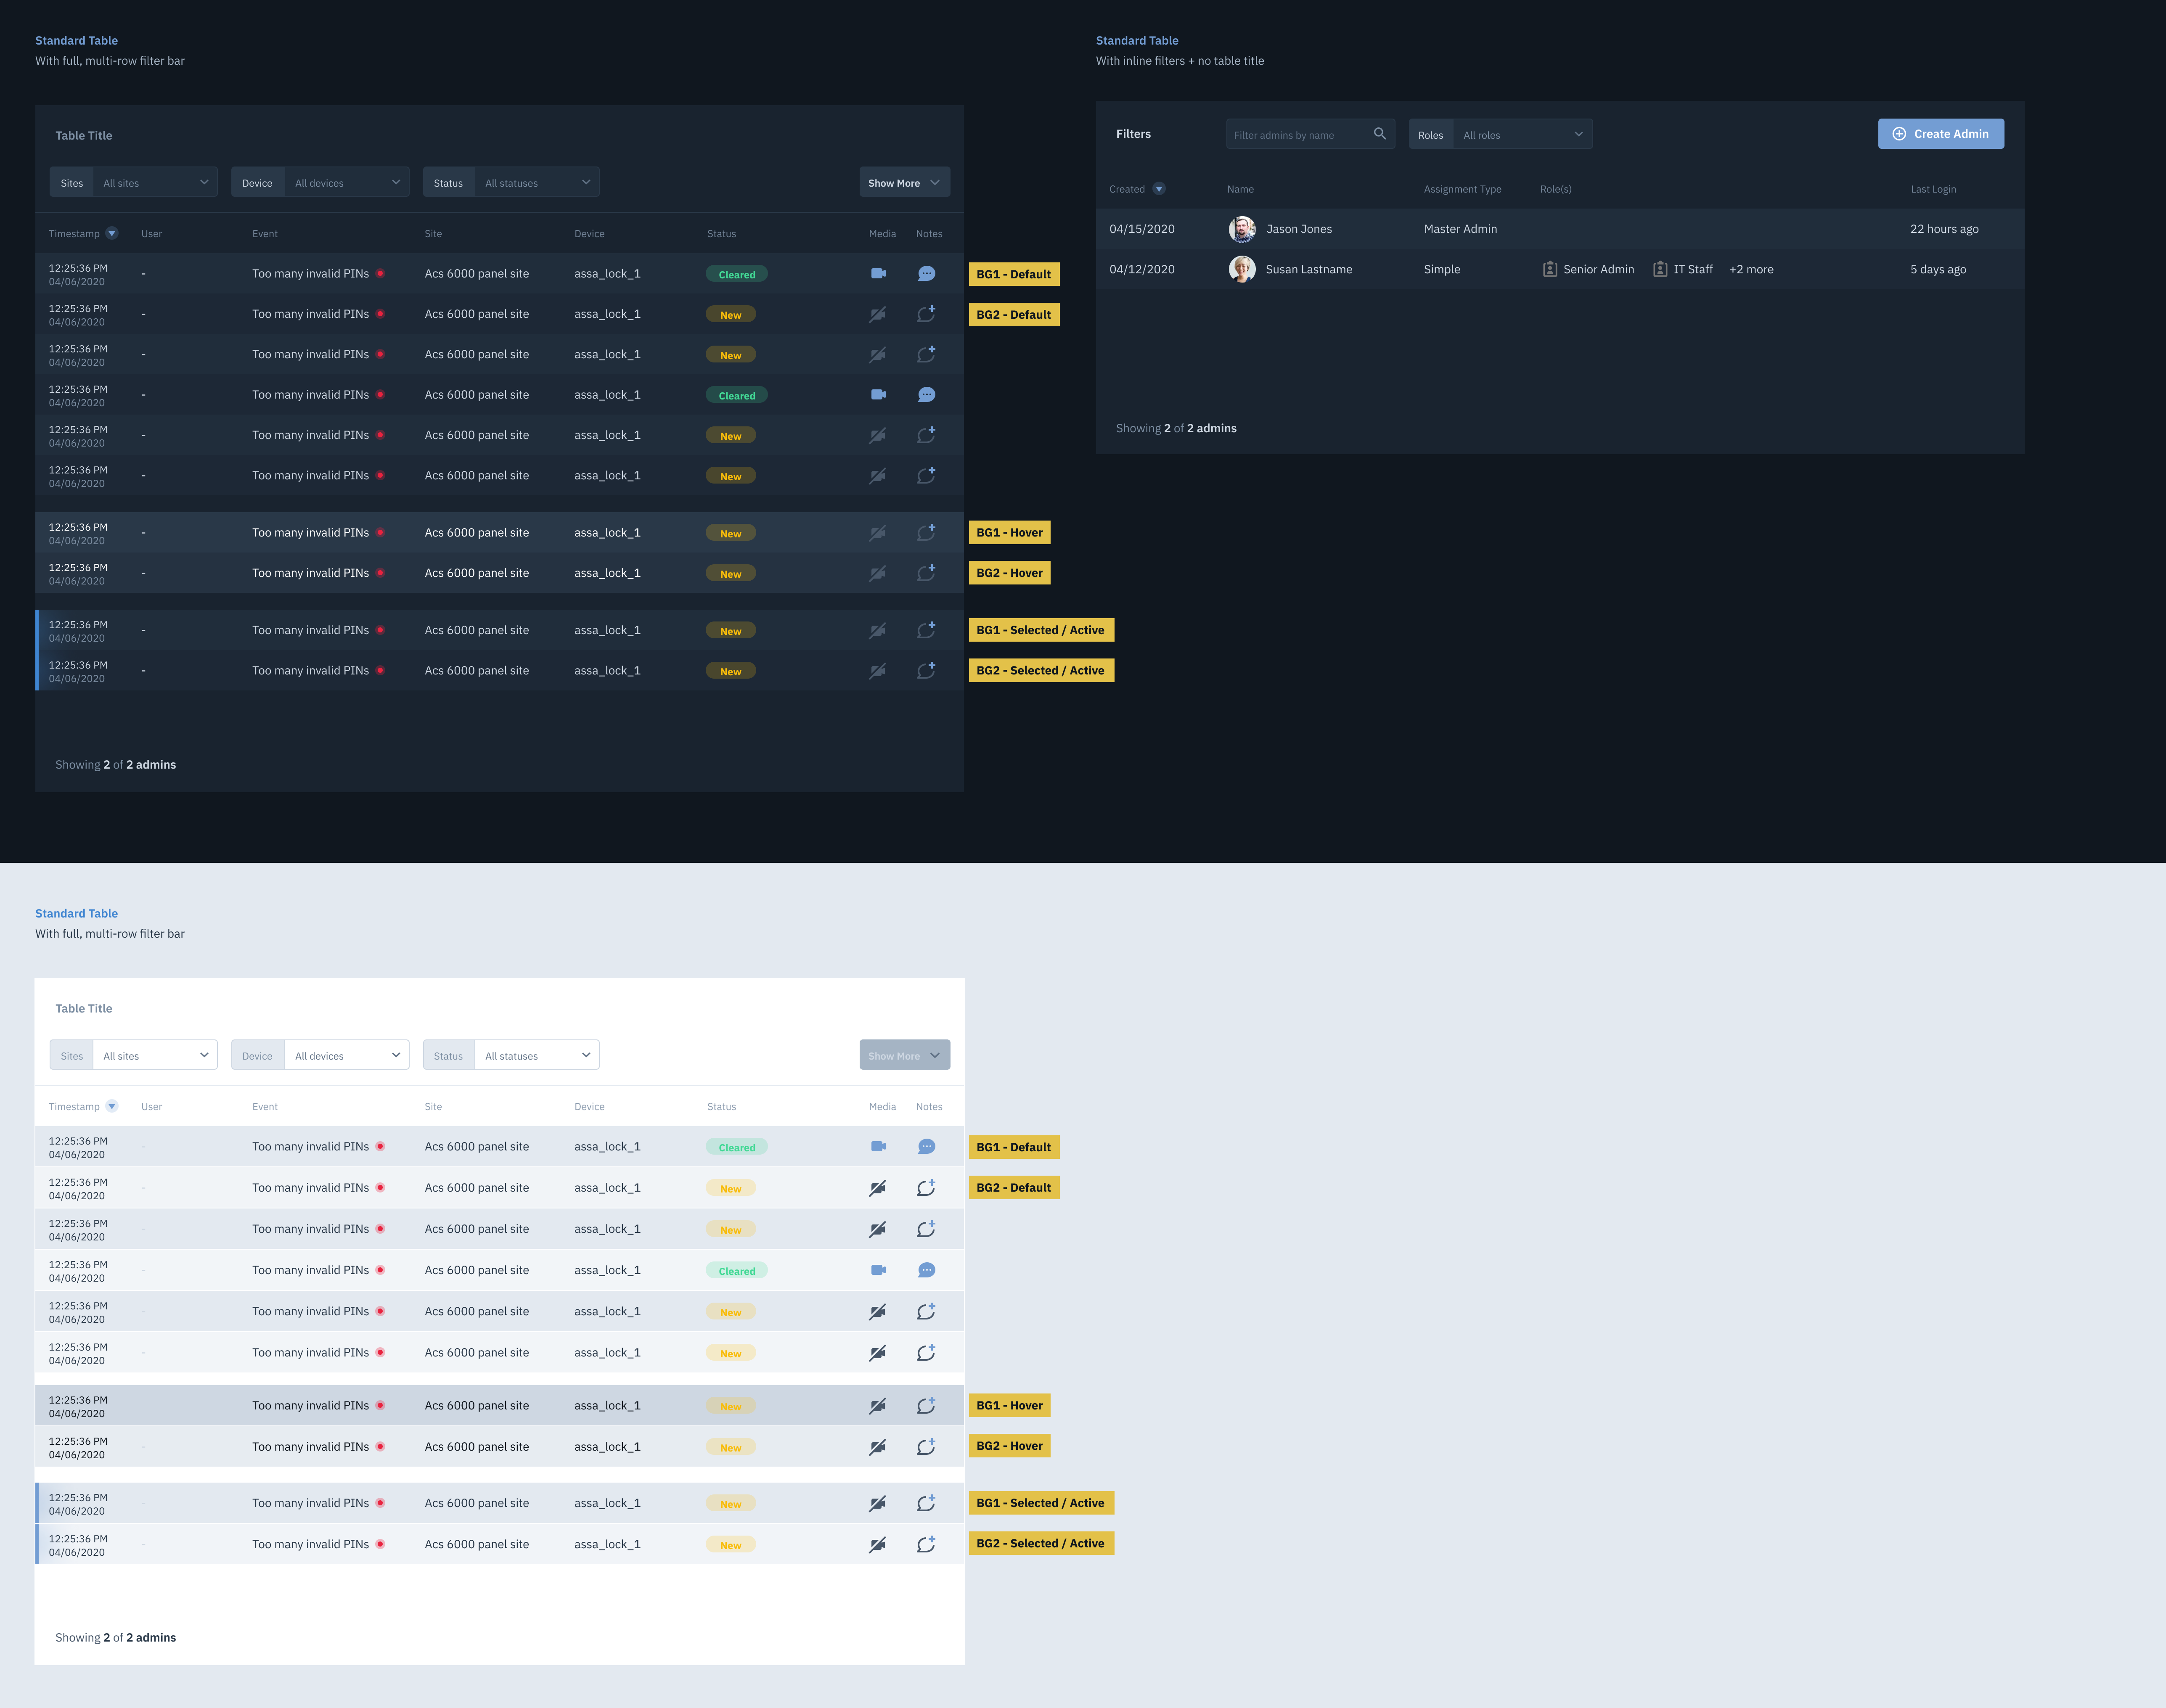 Standard Table
With full, multi-row filter bar
Table Title
Sites All sites Device All devices Status All statuses Show More
Timestamp User Event Site Device Status Media Notes
12:25:36 PM
04/06/2020 - Too many invalid PINs Acs 6000 panel site assa_lock_1 Cleared BG1 - Default
12:25:36 PM
04/06/2020 - Too many invalid PINs Acs 6000 panel site assa_lock_1 New BG2 - Default
12:25:36 PM
04/06/2020 - Too many invalid PINs Acs 6000 panel site assa_lock_1 New
12:25:36 PM
04/06/2020 - Too many invalid PINs Acs 6000 panel site assa_lock_1 Cleared
12:25:36 PM
04/06/2020 - Too many invalid PINs Acs 6000 panel site assa_lock_1 New
12:25:36 PM
04/06/2020 - Too many invalid PINs Acs 6000 panel site assa_lock_1 New
12:25:36 PM
04/06/2020 - Too many invalid PINs Acs 6000 panel site assa_lock_1 New BG1 - Hover
12:25:36 PM
04/06/2020 - Too many invalid PINs Acs 6000 panel site assa_lock_1 New BG2 - Hover
12:25:36 PM
04/06/2020 - Too many invalid PINs Acs 6000 panel site assa_lock_1 New BG1 - Selected / Active
12:25:36 PM
04/06/2020 - Too many invalid PINs Acs 6000 panel site assa_lock_1 New BG2 - Selected / Active
Showing 2 of 2 admins
Standard Table
With inline filters + no table title
Filters Filter admins by name Roles All roles Create Admin
Created Name Assignment Type Role(s) Last Login
04/15/2020 Jason Jones Master Admin 22 hours ago
04/12/2020 Susan Lastname Simple Senior Admin IT Staff +2 more 5 days ago
Showing 2 of 2 admins
Standard Table
With full, multi-row filter bar
Table Title
Sites All sites Device All devices Status All statuses Show More
Timestamp User Event Site Device Status Media Notes
12:25:36 PM
04/06/2020 - Too many invalid PINs Acs 6000 panel site assa_lock_1 Cleared BG1 - Default
12:25:36 PM
04/06/2020 - Too many invalid PINs Acs 6000 panel site assa_lock_1 New BG2 - Default
12:25:36 PM
04/06/2020 - Too many invalid PINs Acs 6000 panel site assa_lock_1 New
12:25:36 PM
04/06/2020 - Too many invalid PINs Acs 6000 panel site assa_lock_1 Cleared
12:25:36 PM
04/06/2020 - Too many invalid PINs Acs 6000 panel site assa_lock_1 New
12:25:36 PM
04/06/2020 - Too many invalid PINs Acs 6000 panel site assa_lock_1 New
12:25:36 PM
04/06/2020 - Too many invalid PINs Acs 6000 panel site assa_lock_1 New BG1 - Hover
12:25:36 PM
04/06/2020 - Too many invalid PINs Acs 6000 panel site assa_lock_1 New BG2 - Hover
12:25:36 PM
04/06/2020 - Too many invalid PINs Acs 6000 panel site assa_lock_1 New BG1 - Selected / Active
12:25:36 PM
04/06/2020 - Too many invalid PINs Acs 6000 panel site assa_lock_1 New BG2 - Selected / Active
Showing 2 of 2 admins